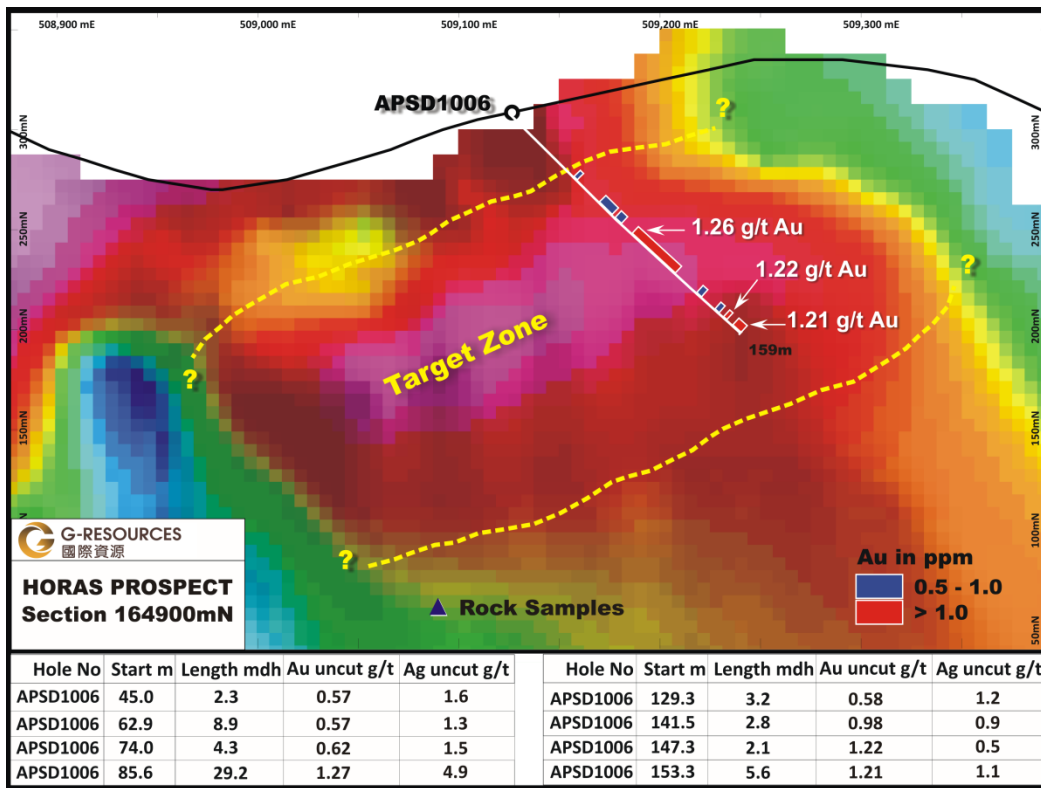 508,900 mE 509,000 mE 509,100 mE 509,200 mE 509,300 mE
APSD1006
?
300mN
300mN
250mN
250mN
1.26 g/t Au
1.22 g/t Au
?
200mN
200mN
1.21 g/t Au
Target Zone
159m
?
150mN
150mN
100mN
?
G-RESOURCES
國際資源
Au in ppm
0.5 - 1.0
> 1.0
HORAS PROSPECT
Section 164900mN
Rock Samples
50mN
Hole No Start m Length mdh Au uncut g/t Ag uncut g/t
APSD1006 45.0 2.3 0.57 1.6
APSD1006 62.9 8.9 0.57 1.3
APSD1006 74.0 4.3 0.62 1.5
APSD1006 85.6 29.2 1.27 4.9
Hole No Start m Length mdh Au uncut g/t Ag uncut g/t
APSD1006 129.3 3.2 0.58 1.2
APSD1006 141.5 2.8 0.98 0.9
APSD1006 147.3 2.1 1.22 0.5
APSD1006 153.3 5.6 1.21 1.1